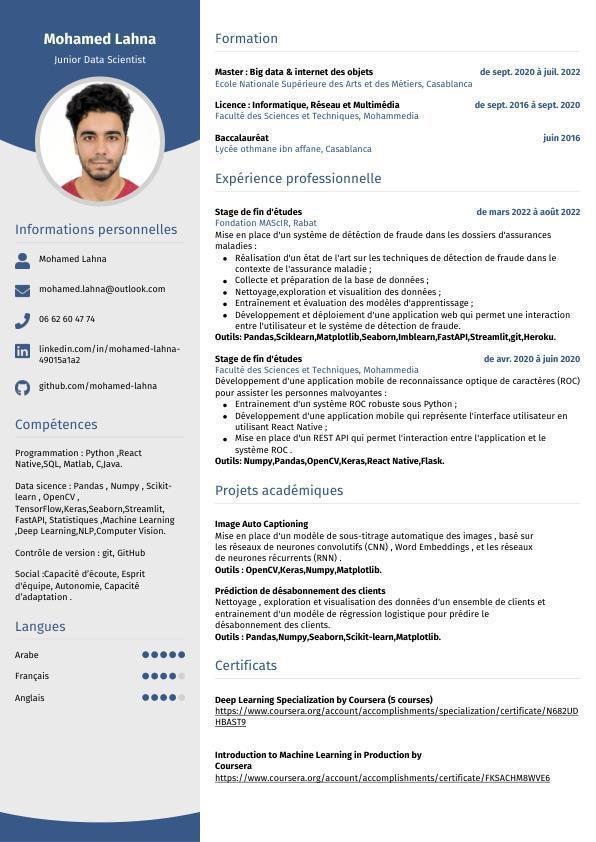 Mohamed Lahna
Junior Data Scientist
Informations personnelles
Mohamed Lahna
mohamed.lahna@outlook.com
06 62 60 47 74
linkedin.com/in/mohamed-lahna-
49015a1a2
github.com/mohamed-lahna
Compétences
Programmation : Python ,React
Native,SQL, Matlab, C,Java.
Data sicence : Pandas , Numpy , Scikit-
learn , OpenCV ,
TensorFlow,Keras,Seaborn,Streamlit,
FastAPI, Statistiques ,Machine Learning
,Deep Learning,NLP,Computer Vision.
Contrôle de version : git, GitHub
Social :Capacité d'écoute, Esprit
d'équipe, Autonomie, Capacité
d'adaptation .
Langues
Arabe
Français
Anglais
Formation
Master : Big data & internet des objets de sept. 2020 à juil. 2022
Ecole Nationale Supérieure des Arts et des Métiers, Casablanca
Licence : Informatique, Réseau et Multimédia de sept. 2016 à sept. 2020
Faculté des Sciences et Techniques, Mohammedia
Baccalauréat juin 2016
Lycée othmane ibn affane, Casablanca
Expérience professionnelle
Stage de fin d'études de mars 2022 à août 2022
Fondation MAScIR, Rabat
Mise en place d'un systéme de détéction de fraude dans les dossiers d'assurances
maladies :
• Réalisation d'un état de l'art sur les techniques de détection de fraude dans le
contexte de l'assurance maladie ;
• Collecte et préparation de la base de données ;
• Nettoyage,exploration et visualition des données ;
• Entraînement et évaluation des modèles d'apprentissage ;
• Développement et déploiement d'une application web qui permet une interaction
entre l'utilisateur et le système de détection de fraude.
Outils: Pandas,Sciklearn,Matplotlib,Seaborn,Imblearn,FastAPI,Streamlit,git,Heroku.
Stage de fin d'études de avr. 2020 à juin 2020
Faculté des Sciences et Techniques, Mohammedia
Développement d'une application mobile de reconnaissance optique de caractères (ROC)
pour assister les personnes malvoyantes :
• Entrainement d'un système ROC robuste sous Python ;
• Développement d'une application mobile qui représente l'interface utilisateur en
utilisant React Native ;
• Mise en place d'un REST API qui permet l'interaction entre l'application et le
système ROC .
Outils: Numpy,Pandas,OpenCV,Keras,React Native,Flask.
Projets académiques
Image Auto Captioning
Mise en place d'un modèle de sous-titrage automatique des images , basé sur
les réseaux de neurones convolutifs (CNN) , Word Embeddings , et les réseaux
de neurones récurrents (RNN) .
Outils : OpenCV,Keras,Numpy,Matplotlib.
Prédiction de désabonnement des clients
Nettoyage , exploration et visualisation des données d'un ensemble de clients et
entrainement d'un modéle de régression logistique pour prédire le
désabonnement des clients.
Outils : Pandas,Numpy,Seaborn,Scikit-learn,Matplotlib.
Certificats
Deep Learning Specialization by Coursera (5 courses)
https://www.coursera.org/account/accomplishments/specialization/certificate/N682UD
HBAST9
Introduction to Machine Learning in Production by
Coursera
https://www.coursera.org/account/accomplishments/certificate/FKSACHM8WVE6